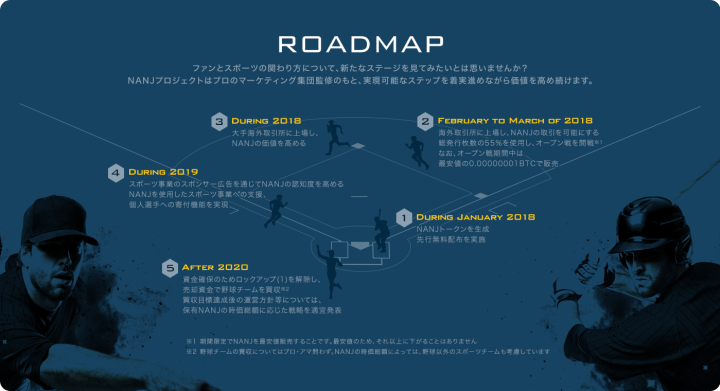 ROADMAP
ファンとスポーツの関わり方について、新たなステージを見てみたいとは思いませんか？
NANJプロジェクトはプロのマーケティング集団監修のもと、実現可能なステップを着実進めながら価値を高め続けます。
3 DURING 2018
大手海外取引所に上場し、
NANJの価値を高める
2 FEBRUARY TO MARCH OF 2018
海外取引所に上場し、NANJの取引を可能にする
総発行枚数の55%を使用し、オープン戦を開戦※1
なお、オープン戦期間中は
最安値の0.00000001BTCで販売
4 DURING 2019
スポーツ事業のスポンサー広告を通じてNANJの認知度を高める
NANJを使用したスポーツ事業への支援、
個人選手への寄付機能を実現
1 DURING JANUARY 2018
NANJトークンを生成
先行無料配布を実施
5 AFTER 2020
資金確保のためロックアップ(1)を解除し、
売却資金で野球チームを買収※2
買収目標達成後の運営方針等については、
保有NANJの時価総額に応じた戦略を適宜発表
※1 期間限定でNANJを最安値販売することです。最安値のため、それ以上に下がることはありません
※2 野球チームの買収についてはプロ・アマ問わず、NANJの時価総額によっては、野球以外のスポーツチームも考慮しています